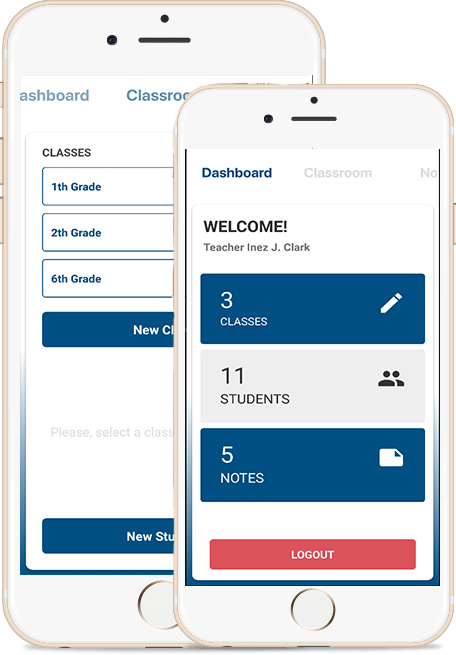 ashboard
Classroo
CLASSES
1th Grade
2th Grade
6th Grade
New Cl
Please, select a class
New Stu
Dashboard
Classroom
No
WELCOME!
Teacher Inez J. Clark
3
CLASSES
11
STUDENTS
5
NOTES
LOGOUT